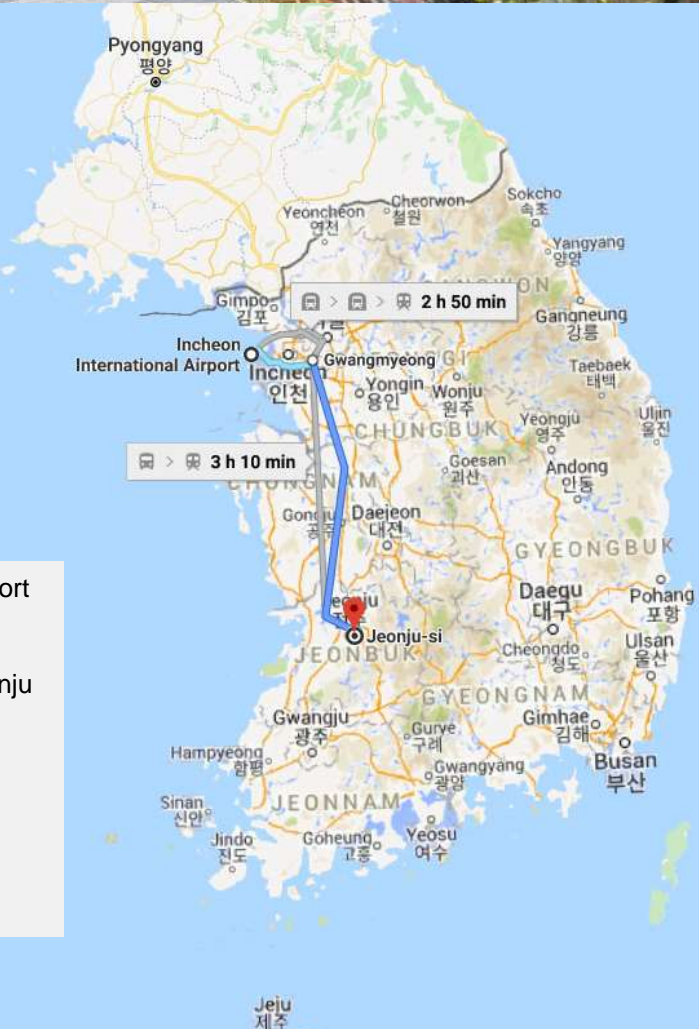 Pyongyang
평양
Yeoncheon
연천
Cheorwon
철원
Sokcho
속초
Yangyang
양양
Gimpo
김포
2 h 50 min
Gangneung
강릉
Incheon
International Airport
Incheon
인천
Gwangmyeong
GI
Yongin
용인
Wonju
원주
Taebaek
태백
CHUNGBUK
Yeongju
영주
Uljin
울진
3 h 10 min
Goesan
괴산
Andong
안동
Daejeon
대전
GYEONGBUK
ort
Daegu
대구
Pohang
포항
Jeonju-si
JEONBUK
Cheongdo
청도
Ulsan
울산
nju
GYEONGNAM
Gwangju
광주
Gurye
구례
Gimhae
김해
Hampyeong
함평
Gwangyang
광양
Busan
부산
Sinan
신안
JEONNAM
Jindo
진도
Goheung
고흥
Yeosu
여수
Jeju
제주